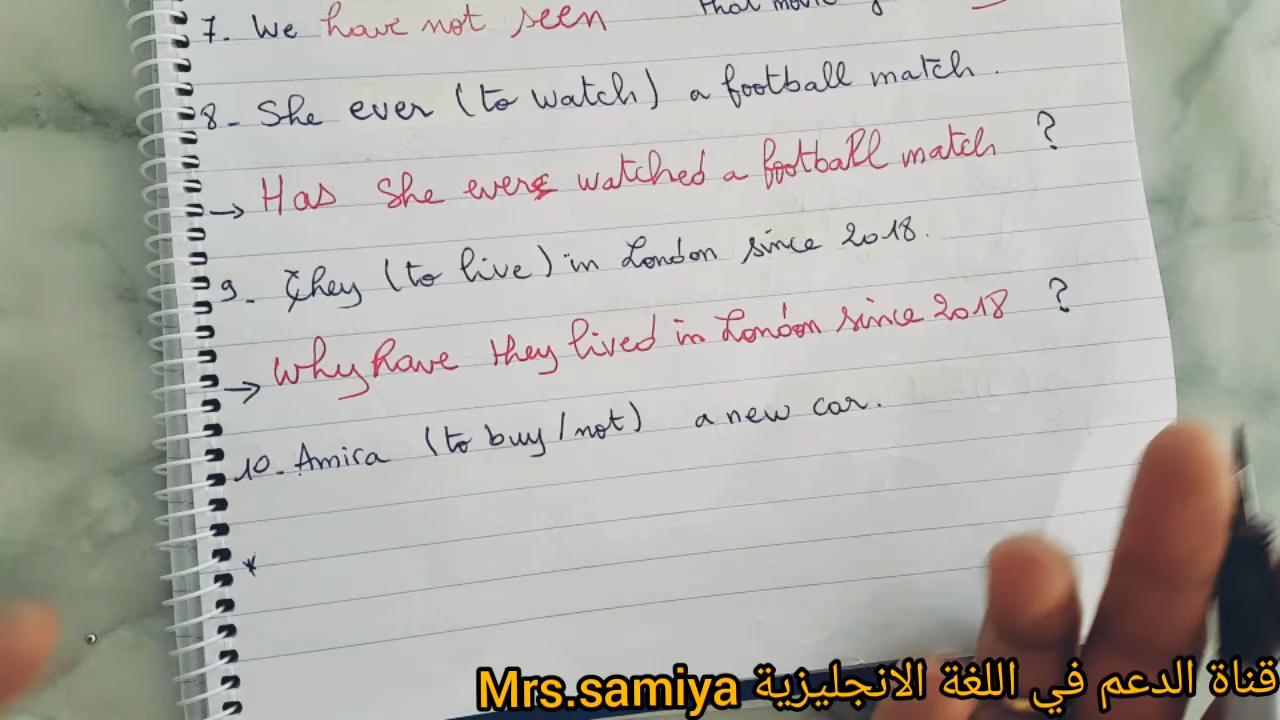 7. We have not seen that movie
8- She ever (to watch) a football match.
→ Has she ever watched a football match ?
9- They (to live) in London since 2018.
→ Why have they lived in London since 2018 ?
10- Amira (to buy/not) a new car.
*
Mrs.samiya قناة الدعم في اللغة الانجليزية